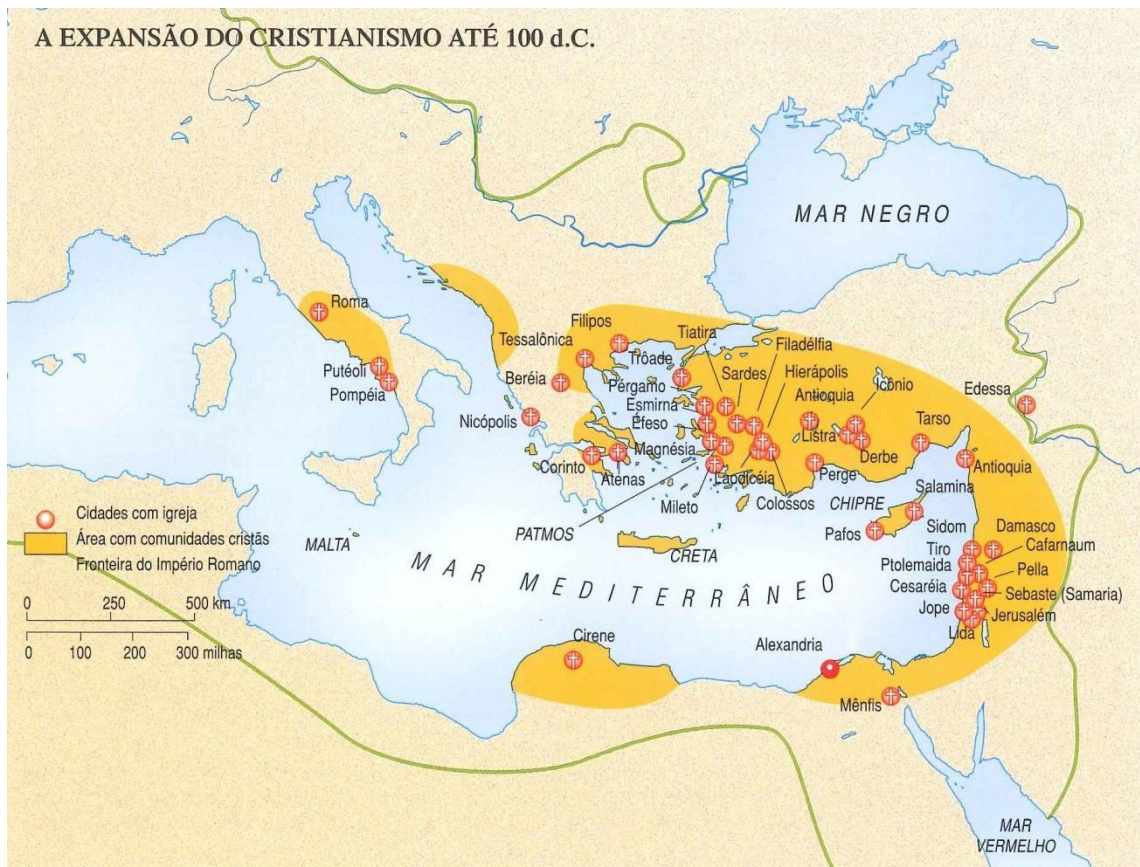 A EXPANSÃO DO CRISTIANISMO ATÉ 100 d.C.
MAR NEGRO
Roma
Putéoli
Pompéia
Tessalônica
Filipos
Beréia
Nicópolis
Corinto
Atenas
Trôade
Tiatira
Pérgamo
Sardes
Filadélfia
Hierápolis
Esmirna
Éfeso
Magnésia
Antioquia
Icônio
Listra
Derbe
Tarso
Edessa
Laodicéia
Mileto
Colossos
Perge
Antioquia
CHIPRE
Salamina
Pafos
PATMOS
CRETA
MALTA
Sidom
Damasco
Tiro
Cafarnaum
Ptolemaida
Pella
Cesaréia
Sebaste (Samaria)
Jope
Jerusalém
Lida
MAR MEDITERRÂNEO
Cirene
Alexandria
Mênfis
MAR
VERMELHO
Cidades com igreja
Área com comunidades cristãs
Fronteira do Império Romano
0 250 500 km
0 100 200 300 milhas